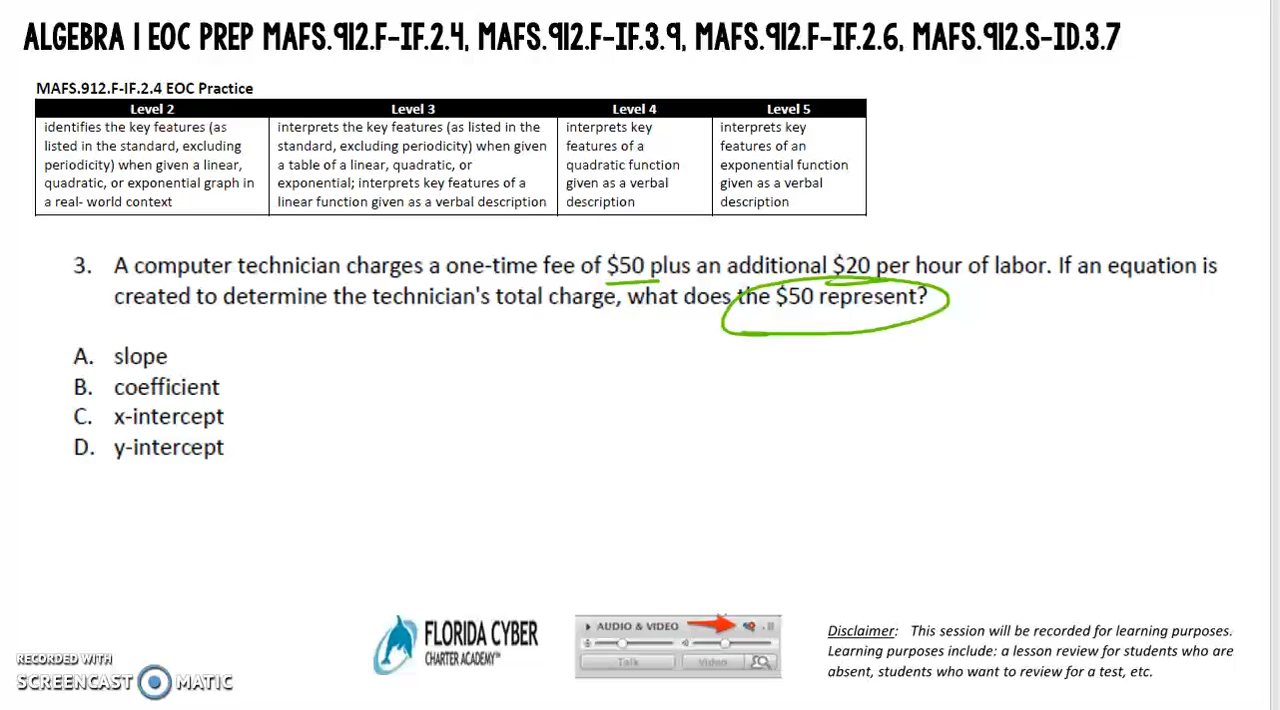 ALGEBRA 1 EOC PREP MAFS.912.F-IF.2.4, MAFS.912.F-IF.3.9, MAFS.912.F-IF.2.6, MAFS.912.S-ID.3.7
MAFS.912.F-IF.2.4 EOC Practice
Level 2
identifies the key features (as
listed in the standard, excluding
periodicity) when given a linear,
quadratic, or exponential graph in
a real- world context
Level 3
interprets the key features (as listed in the
standard, excluding periodicity) when given
a table of a linear, quadratic, or
exponential; interprets key features of a
linear function given as a verbal description
Level 4
interprets key
features of a
quadratic function
given as a verbal
description
Level 5
interprets key
features of an
exponential function
given as a verbal
description
3. A computer technician charges a one-time fee of $50 plus an additional $20 per hour of labor. If an equation is
created to determine the technician's total charge, what does the $50 represent?
A. slope
B. coefficient
C. x-intercept
D. y-intercept
FLORIDA CYBER
CHARTER ACADEMY™
AUDIO & VIDEO
Talk
Video
Disclaimer: This session will be recorded for learning purposes.
Learning purposes include: a lesson review for students who are
absent, students who want to review for a test, etc.
RECORDED WITH
SCREENCAST MATIC